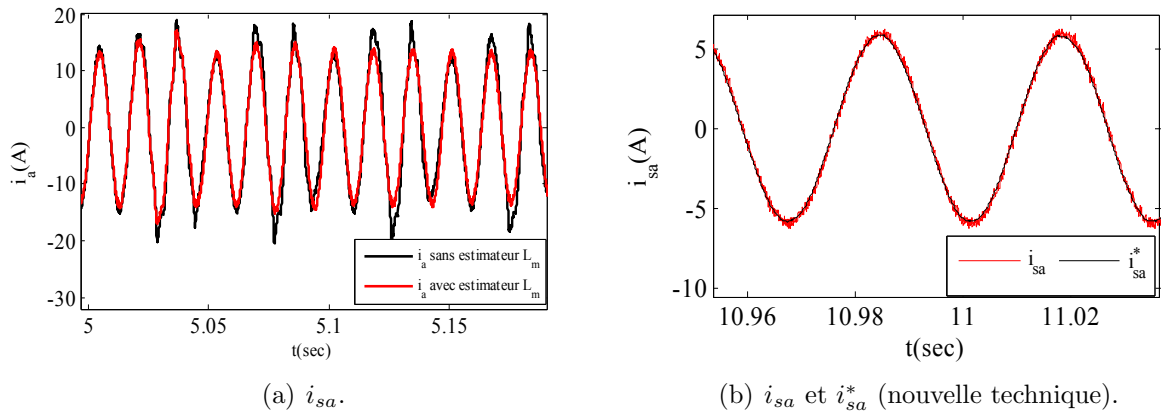 20
10
0
-10
-20
-30
i_a(A)
5
5.05
5.1
5.15
t(sec)
i_a sans estimateur L_m
i_a avec estimateur L_m
(a) i_sa.
5
0
-5
-10
i_sa(A)
10.96
10.98
11
11.02
t(sec)
i_sa
i*_sa
(b) i_sa et i*_sa (nouvelle technique).